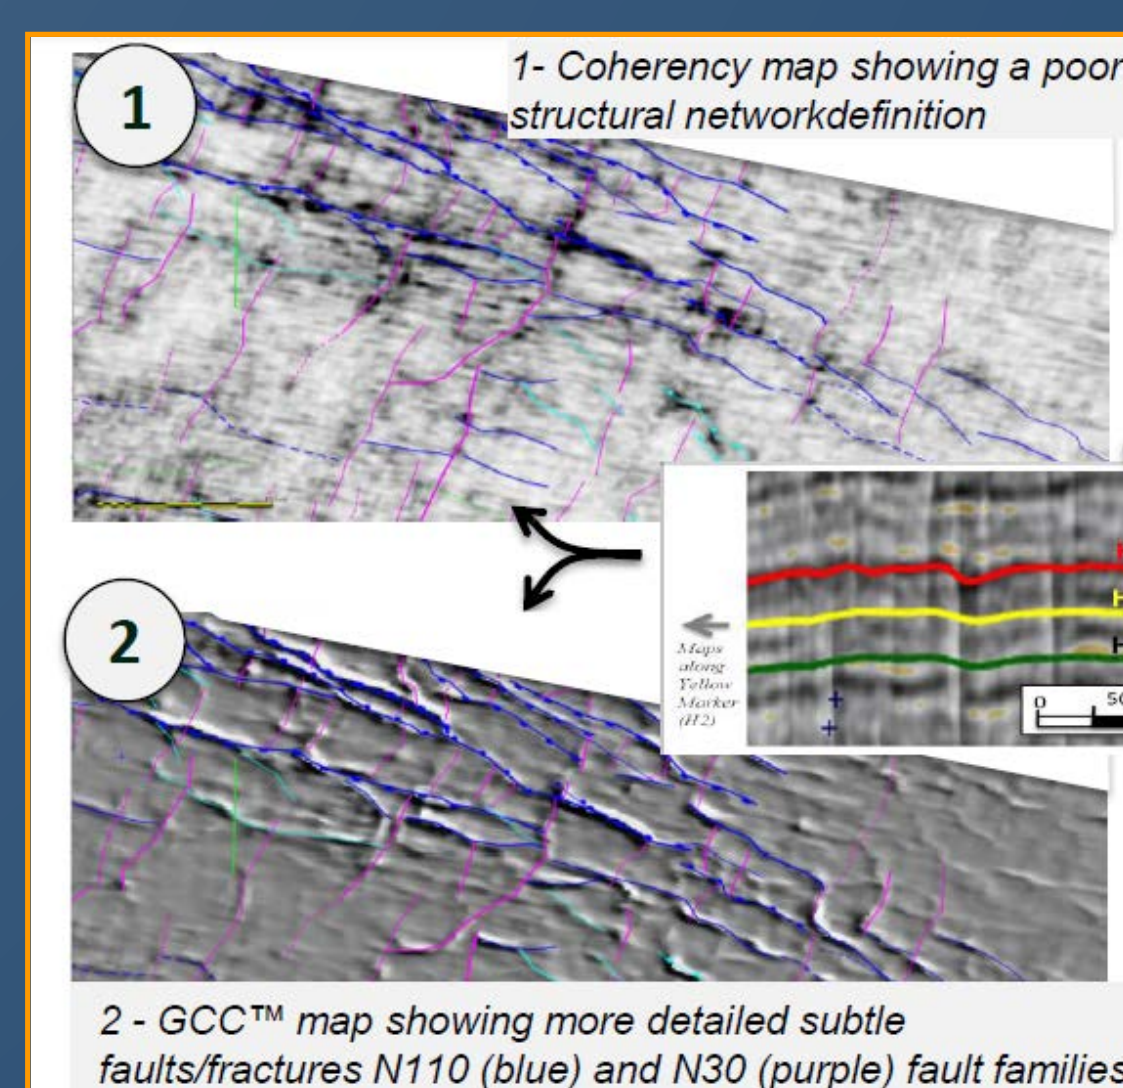 1
1- Coherency map showing a poor
structural networkdefinition
H
H
0
50
Maps
along
Yellow
Marker
(H2)
2
2 - GCC™ map showing more detailed subtle
faults/fractures N110 (blue) and N30 (purple) fault families